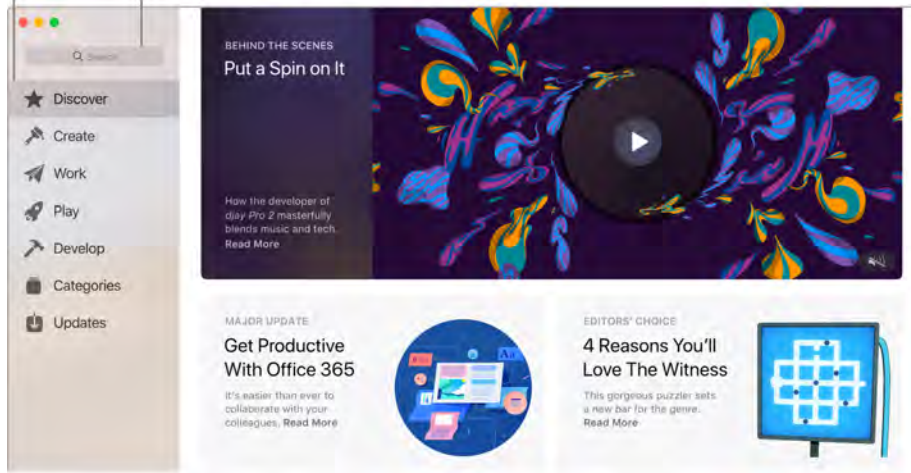 Search
Discover
Create
Work
Play
Develop
Categories
Updates
BEHIND THE SCENES
Put a Spin on It
How the developer of
djay Pro 2 masterfully
blends music and tech.
Read More
MAJOR UPDATE
Get Productive
With Office 365
It's easier than ever to
collaborate with your
colleagues. Read More
Aa
EDITORS' CHOICE
4 Reasons You'll
Love The Witness
This gorgeous puzzler sets
a new bar for the genre.
Read More